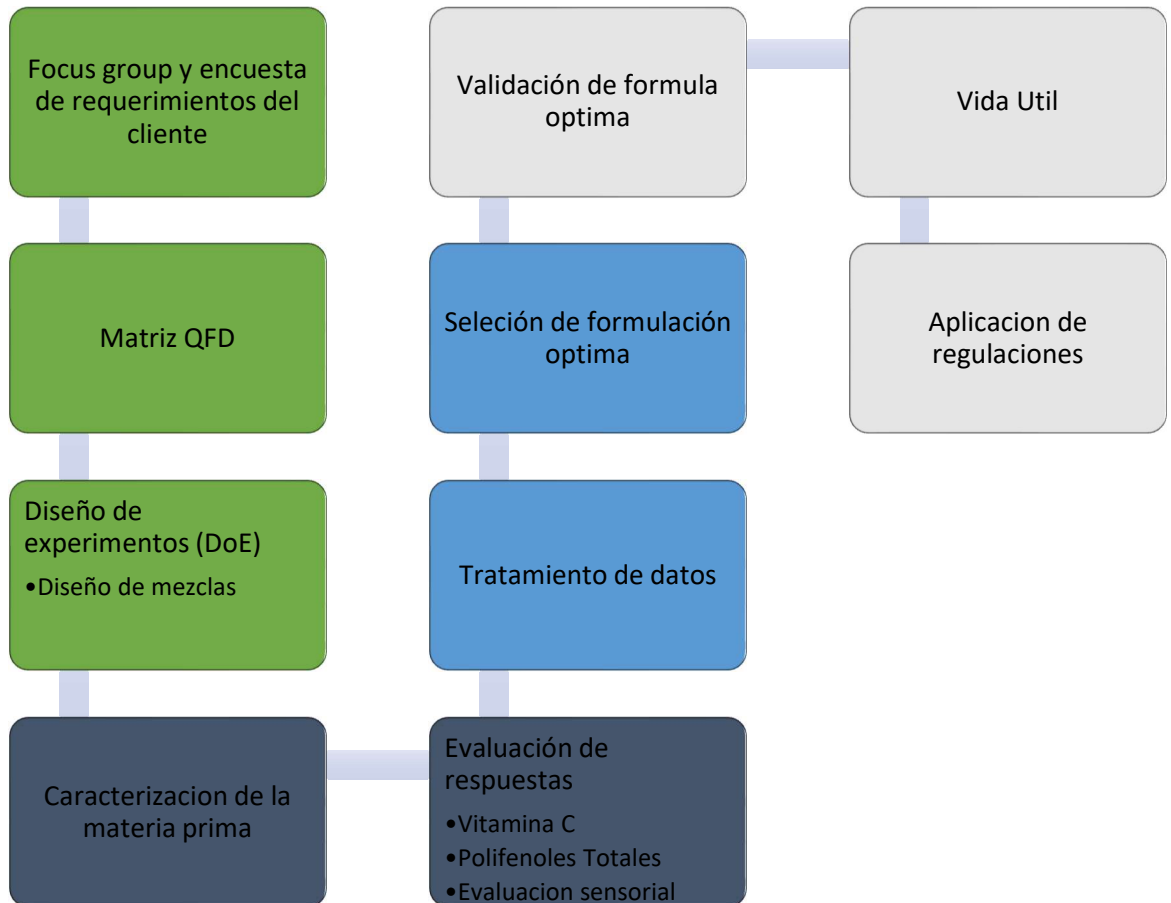 Focus group y encuesta
de requerimientos del
cliente
Matriz QFD
Diseño de
experimentos (DoE)
•Diseño de mezclas
Caracterizacion de la
materia prima
Evaluación de
respuestas
•Vitamina C
•Polifenoles Totales
•Evaluacion sensorial
Tratamiento de datos
Seleción de formulación
optima
Validación de formula
optima
Vida Util
Aplicacion de
regulaciones